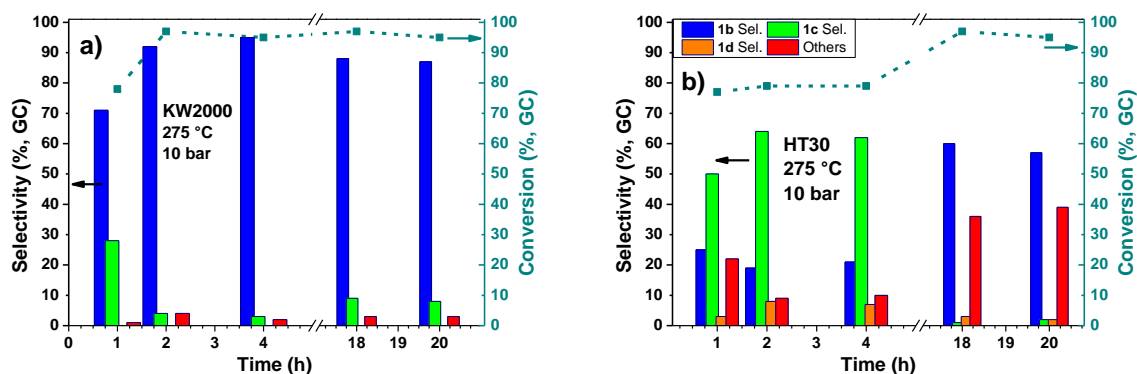 a)
Selectivity (%, GC)
100
90
80
70
60
50
40
30
20
10
0
KW2000
275 °C
10 bar
0 1 2 3 4 18 19 20
Time (h)
100
90
80
70
60
50
40
30
20
10
0
Conversion (%, GC)
1b Sel. 1c Sel.
1d Sel. Others
b)
Selectivity (%, GC)
100
90
80
70
60
50
40
30
20
10
0
HT30
275 °C
10 bar
1 2 3 4 18 19 20
Time (h)
100
90
80
70
60
50
40
30
20
10
0
Conversion (%, GC)